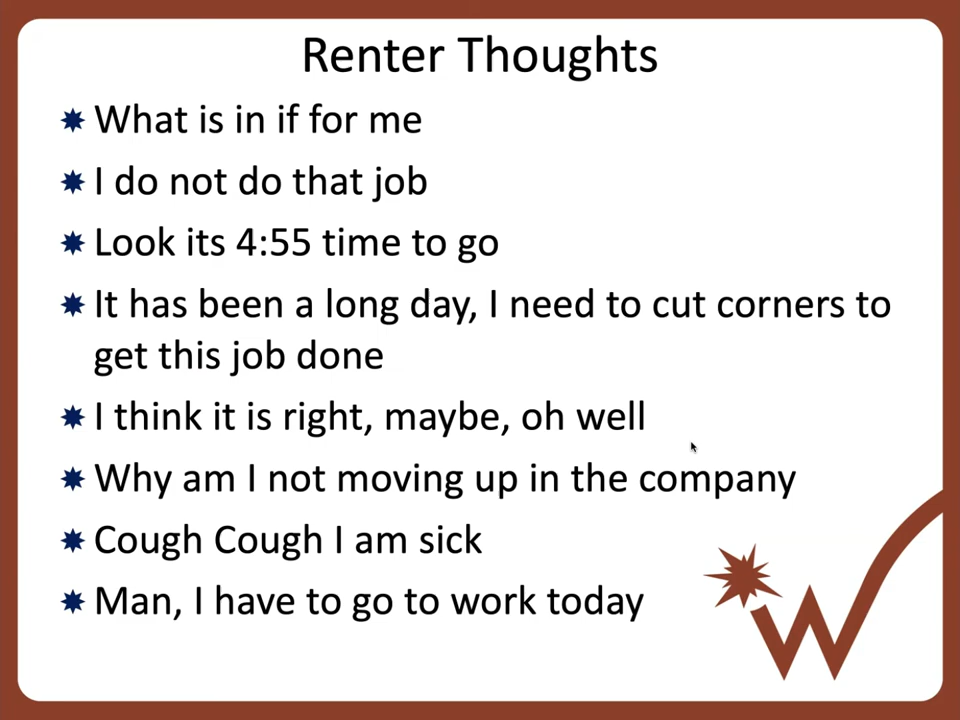 Renter Thoughts
What is in if for me
I do not do that job
Look its 4:55 time to go
It has been a long day, I need to cut corners to
get this job done
I think it is right, maybe, oh well
Why am I not moving up in the company
Cough Cough I am sick
Man, I have to go to work today
W